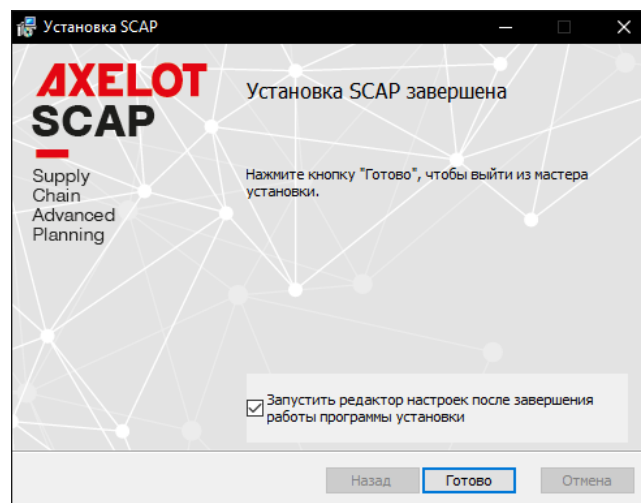 Установка SCAP
AXELOT
SCAP
Supply
Chain
Advanced
Planning
Установка SCAP завершена
Нажмите кнопку "Готово", чтобы выйти из мастера
установки.
Запустить редактор настроек после завершения
работы программы установки
Назад
Готово
Отмена